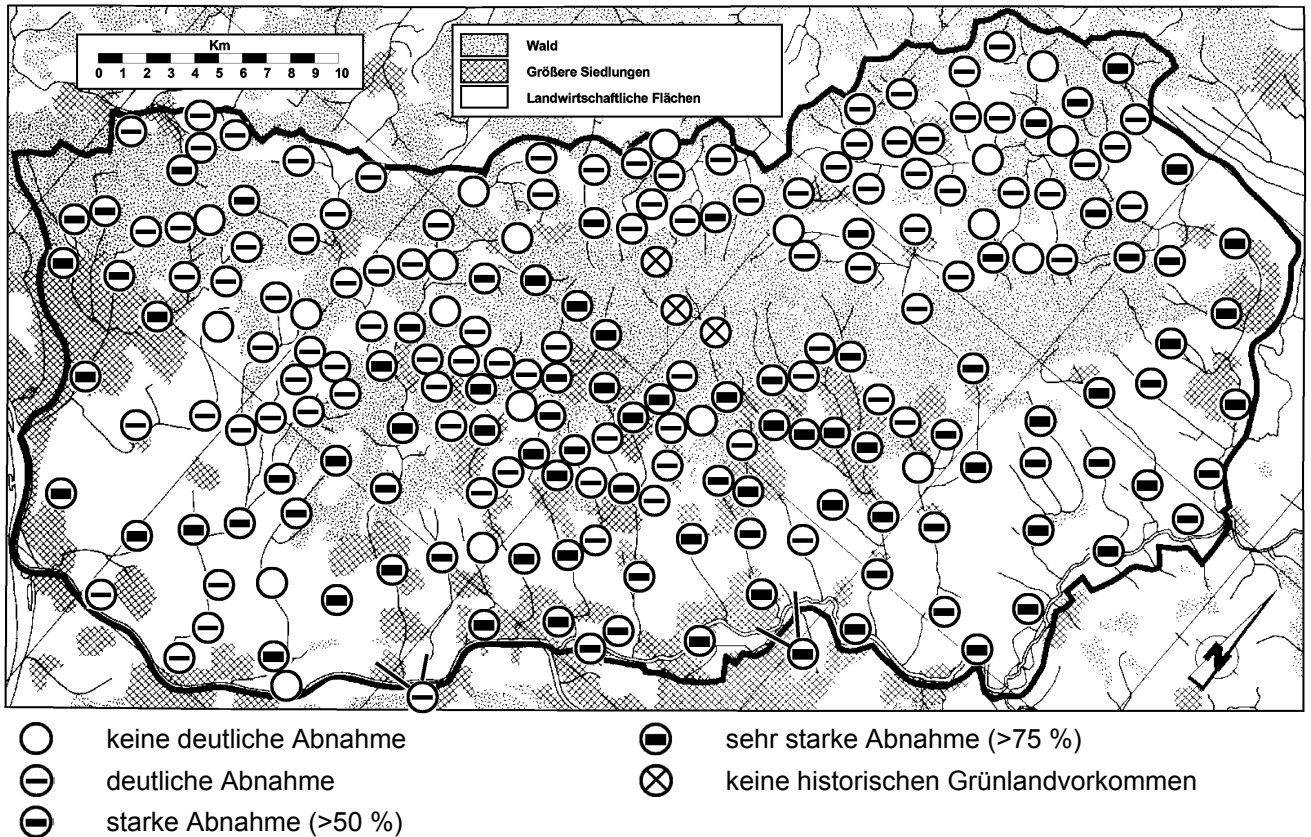 Km
0 1 2 3 4 5 6 7 8 9 10
Wald
Größere Siedlungen
Landwirtschaftliche Flächen
N
keine deutliche Abnahme
deutliche Abnahme
starke Abnahme (>50 %)
sehr starke Abnahme (>75 %)
keine historischen Grünlandvorkommen